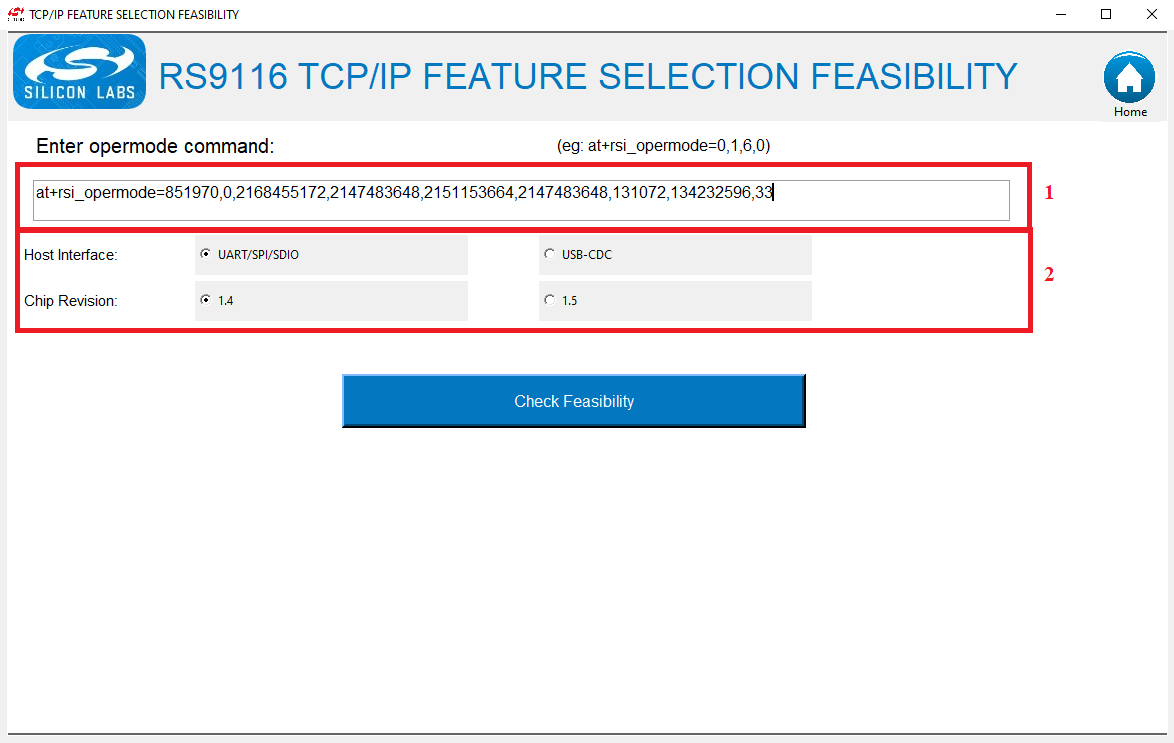 TCP/IP FEATURE SELECTION FEASIBILITY
SILICON LABS
RS9116 TCP/IP FEATURE SELECTION FEASIBILITY
Home
Enter opermode command: (eg: at+rsi_opermode=0,1,6,0)
at+rsi_opermode=851970,0,2168455172,2147483648,2151153664,2147483648,131072,134232596,33
1
Host Interface: UART/SPI/SDIO USB-CDC
2
Chip Revision: 1.4 1.5
Check Feasibility